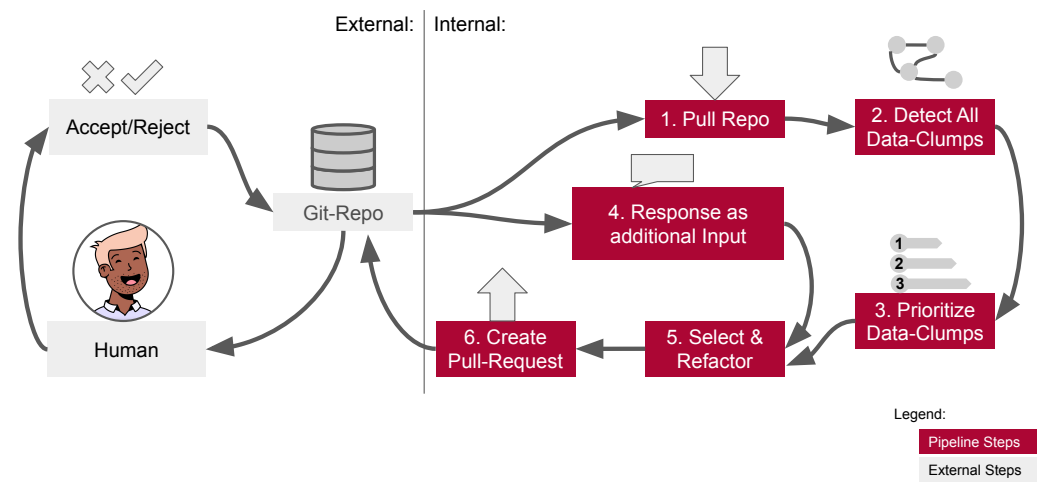 External:
Internal:
Accept/Reject
1. Pull Repo
2. Detect All
Data-Clumps
Git-Repo
4. Response as
additional Input
1
2
3
Human
6. Create
Pull-Request
5. Select &
Refactor
3. Prioritize
Data-Clumps
Legend:
Pipeline Steps
External Steps